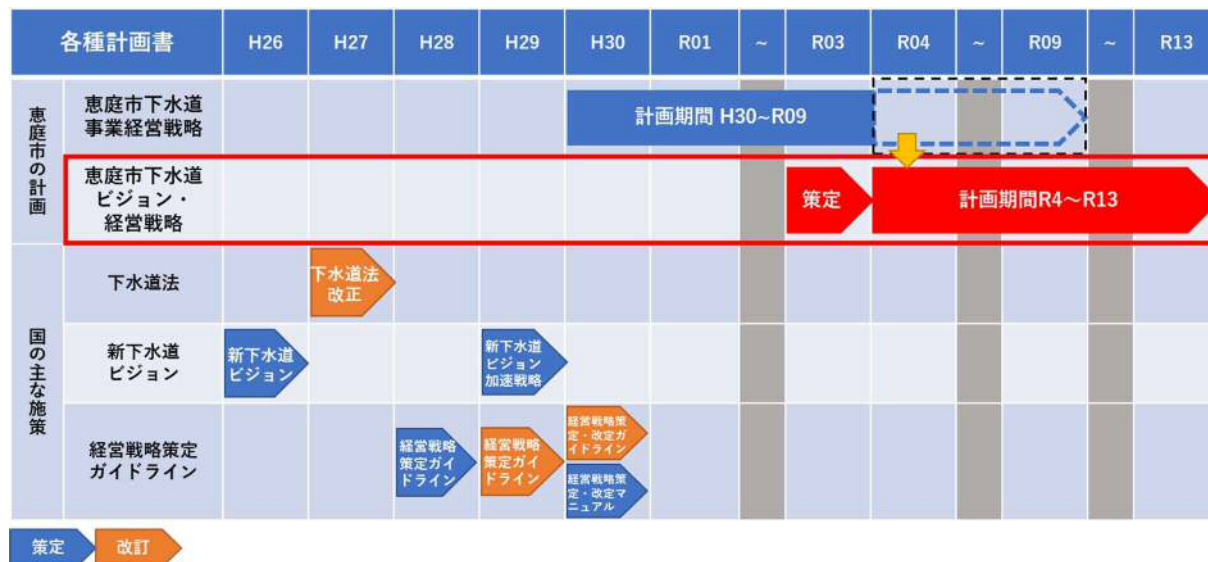 各種計画書 H26 H27 H28 H29 H30 R01 ~ R03 R04 ~ R09 ~ R13
恵庭市の計画
恵庭市下水道
事業経営戦略
計画期間 H30~R09
恵庭市下水道
ビジョン・
経営戦略
策定
計画期間R4～R13
国の主な施策
下水道法
下水道法
改正
新下水道
ビジョン
新下水道
ビジョン
新下水道
ビジョン
加速戦略
経営戦略策定
ガイドライン
経営戦略
策定ガイ
ドライン
経営戦略
策定ガイ
ドライン
経営戦略策
定・改定ガ
イドライン
経営戦略策
定・改定マ
ニュアル
策定
改訂